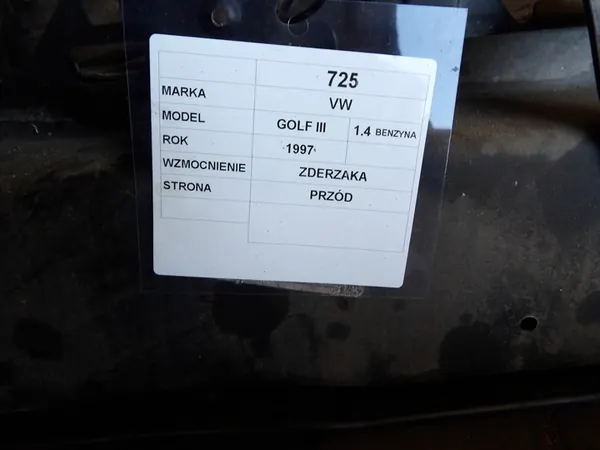 725
MARKA VW
MODEL GOLF III 1.4 BENZYNA
ROK 1997
WZMOCNIENIE ZDERZAKA
STRONA PRZÓD